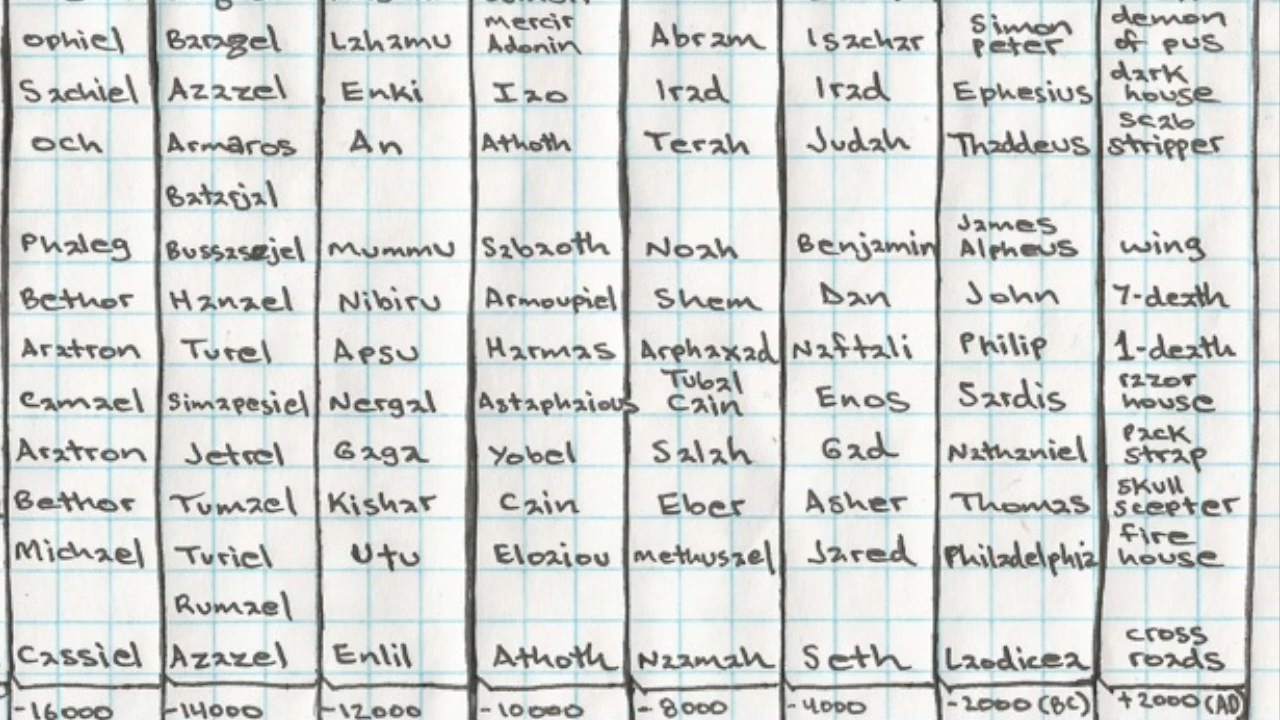 ophiel Baragel Lahamu Mercir Adonin Abram Isachar Simon Peter demon of pus
Sachiel Azazel Enki Iao Irad Irad Ephesius dark house
och Armaros An Athoth Terah Judah Thaddeus scab stripper
Batarjal
Phaleg Bussasejel Mummu Sabaoth Noah Benjamin James Alpheus wing
Bethor Hanael Nibiru Armoupiel Shem Dan John 7-death
Aratron Turel Apsu Harmas Arphaxad Naftali Philip 1-death
Camael Simapesiel Nergal Astaphaious Tubal Cain Enos Sardis razor house
Aratron Jetrel Gaga Yobel Salah Gad Nathaniel pack strap
Bethor Tumael Kishar Cain Eber Asher Thomas skull scepter
Michael Turiel Utu Eloaiou methusael Jared Philadelphia fire house
Rumael
Cassiel Azazel Enlil Athoth Naamah Seth Laodicea cross roads
-16000 -14000 -12000 -10000 -8000 -4000 -2000 (BC) +2000 (AD)